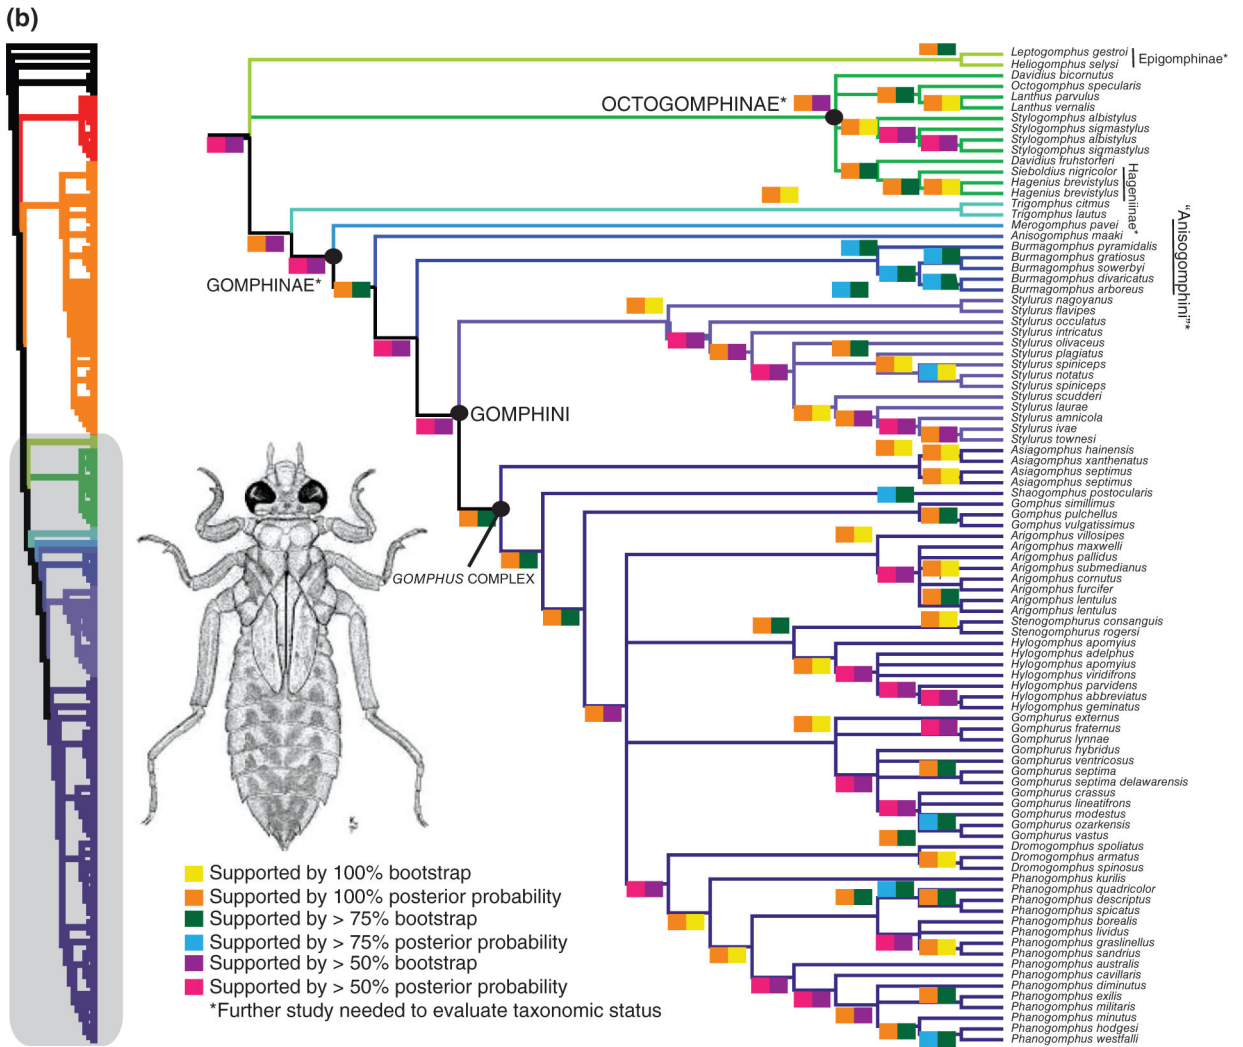 (b)
Leptogomphus gestroi
Heliogomphus selysi
Epigomphinae*
Davidius bicornutus
Octogomphus specularis
Lanthus parvulus
Lanthus vernalis
OCTOGOMPHINAE*
Stylogomphus albistylus
Stylogomphus sigmastylus
Stylogomphus albistylus
Stylogomphus sigmastylus
Davidius fruhstorferi
Sieboldius nigricolor
Hagenius brevistylus
Hagenius brevistylus
Hageniinae*
Trigomphus citmus
Trigomphus lautus
Merogomphus pavei
Anisogomphus maaki
Burmagomphus pyramidalis
Burmagomphus gratiosus
Burmagomphus sowerbyi
Burmagomphus divaricatus
Burmagomphus arboreus
"Anisogomphini"*
GOMPHINAE*
Stylurus nagoyanus
Stylurus flavipes
Stylurus occulatus
Stylurus intricatus
Stylurus olivaceus
Stylurus plagiatus
Stylurus spiniceps
Stylurus notatus
Stylurus spiniceps
Stylurus scudderi
Stylurus laurae
Stylurus amnicola
Stylurus ivae
Stylurus townesi
GOMPHINI
Asiagomphus hainensis
Asiagomphus xanthenatus
Asiagomphus septimus
Asiagomphus septimus
Shaogomphus postocularis
Gomphus simillimus
Gomphus pulchellus
Gomphus vulgatissimus
Arigomphus villosipes
Arigomphus maxwelli
Arigomphus pallidus
Arigomphus submedianus
Arigomphus cornutus
Arigomphus furcifer
Arigomphus lentulus
Arigomphus lentulus
GOMPHUS COMPLEX
Stenogomphurus consanguis
Stenogomphurus rogersi
Hylogomphus apomyius
Hylogomphus adelphus
Hylogomphus apomyius
Hylogomphus viridifrons
Hylogomphus parvidens
Hylogomphus abbreviatus
Hylogomphus geminatus
Gomphurus externus
Gomphurus fraternus
Gomphurus lynnae
Gomphurus hybridus
Gomphurus ventricosus
Gomphurus septima
Gomphurus septima delawarensis
Gomphurus crassus
Gomphurus lineatifrons
Gomphurus modestus
Gomphurus ozarkensis
Gomphurus vastus
Dromogomphus spoliatus
Dromogomphus armatus
Dromogomphus spinosus
Phanogomphus kurilis
Phanogomphus quadricolor
Phanogomphus descriptus
Phanogomphus spicatus
Phanogomphus borealis
Phanogomphus lividus
Phanogomphus graslinellus
Phanogomphus sandrius
Phanogomphus australis
Phanogomphus cavillaris
Phanogomphus diminutus
Phanogomphus exilis
Phanogomphus militaris
Phanogomphus minutus
Phanogomphus hodgesi
Phanogomphus westfalli
Supported by 100% bootstrap
Supported by 100% posterior probability
Supported by > 75% bootstrap
Supported by > 75% posterior probability
Supported by > 50% bootstrap
Supported by > 50% posterior probability
*Further study needed to evaluate taxonomic status